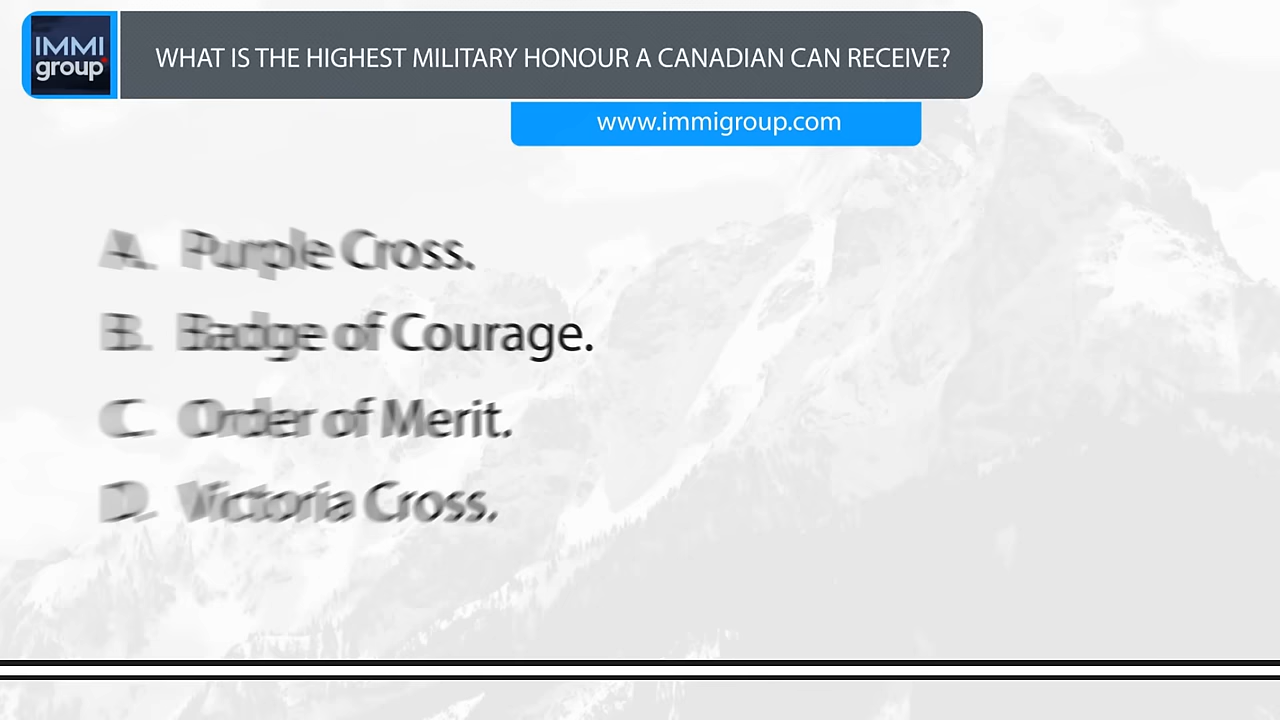 IMMI
group
WHAT IS THE HIGHEST MILITARY HONOUR A CANADIAN CAN RECEIVE?
www.immigroup.com
A. Purple Cross.
B. Badge of Courage.
C. Order of Merit.
D. Victoria Cross.